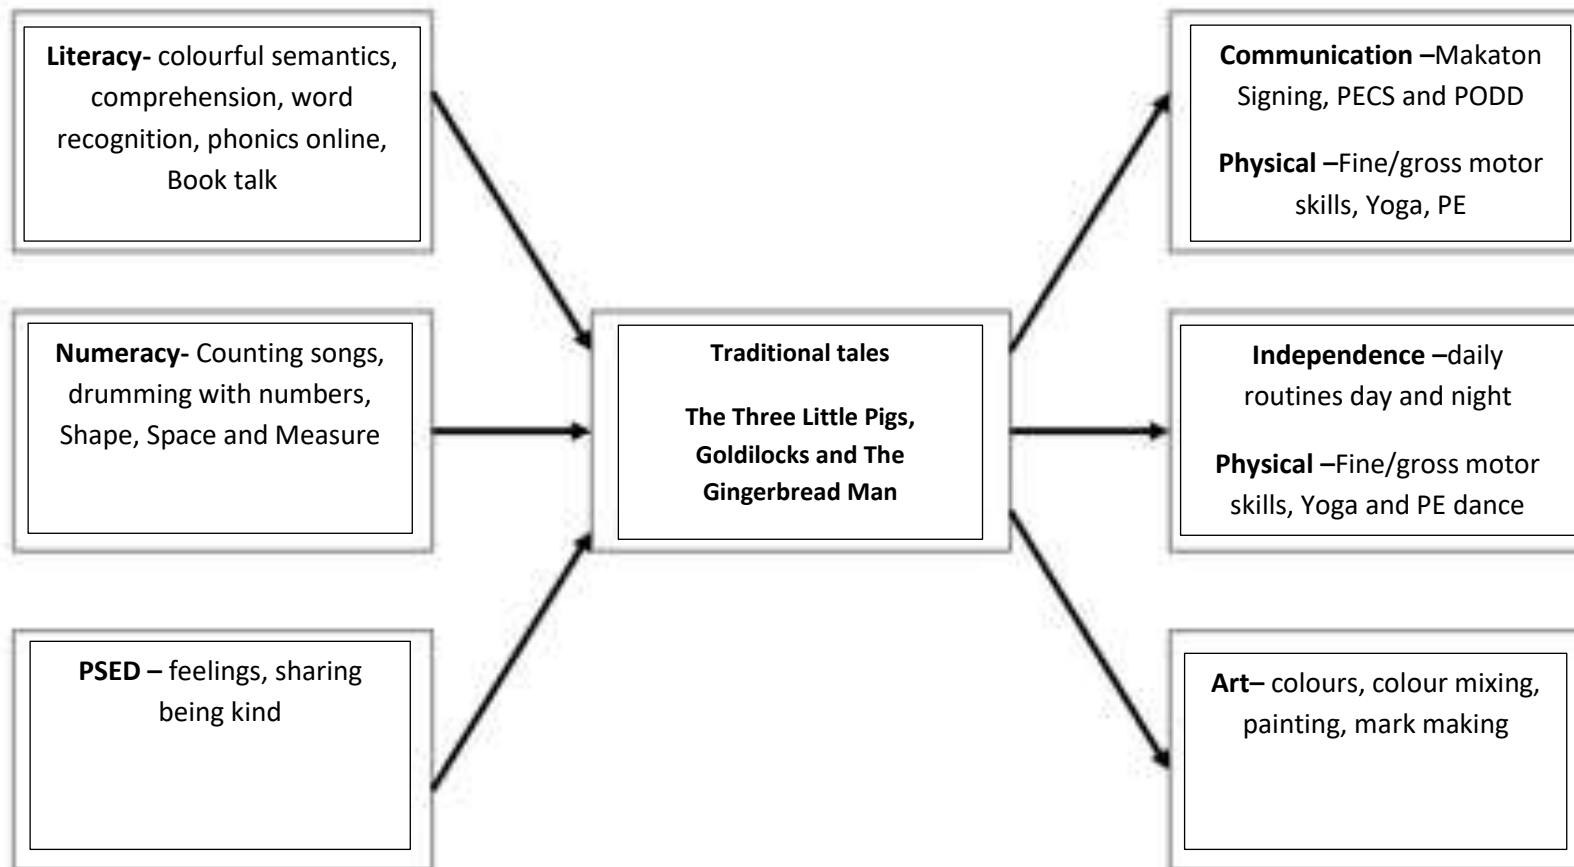 Literacy- colourful semantics,
comprehension, word
recognition, phonics online,
Book talk
Numeracy- Counting songs,
drumming with numbers,
Shape, Space and Measure
PSED – feelings, sharing
being kind
Traditional tales
The Three Little Pigs,
Goldilocks and The
Gingerbread Man
Communication –Makaton
Signing, PECS and PODD
Physical –Fine/gross motor
skills, Yoga, PE
Independence –daily
routines day and night
Physical –Fine/gross motor
skills, Yoga and PE dance
Art– colours, colour mixing,
painting, mark making